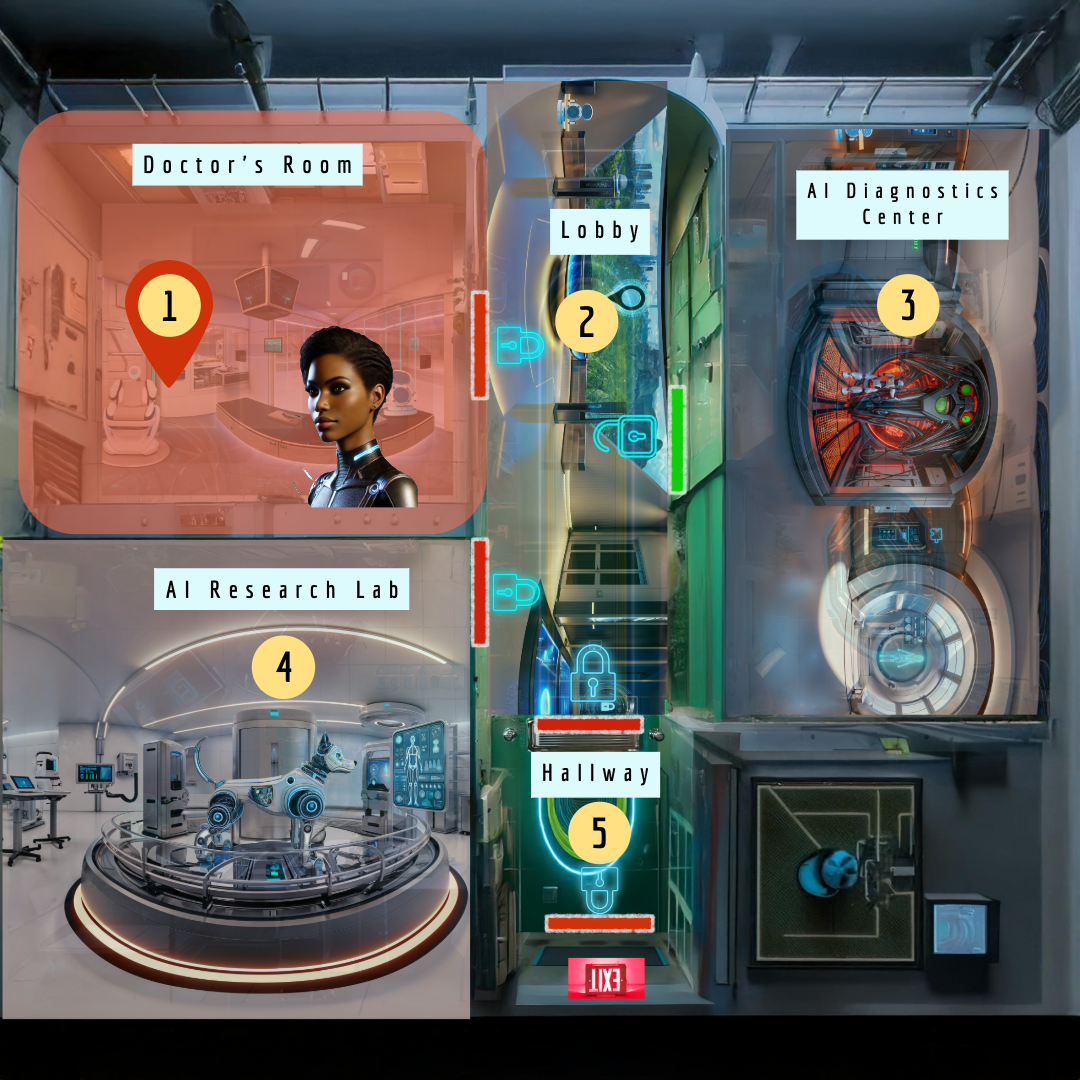 Doctor's Room
1
Lobby
2
AI Diagnostics
Center
3
AI Research Lab
4
Hallway
5
EXIT